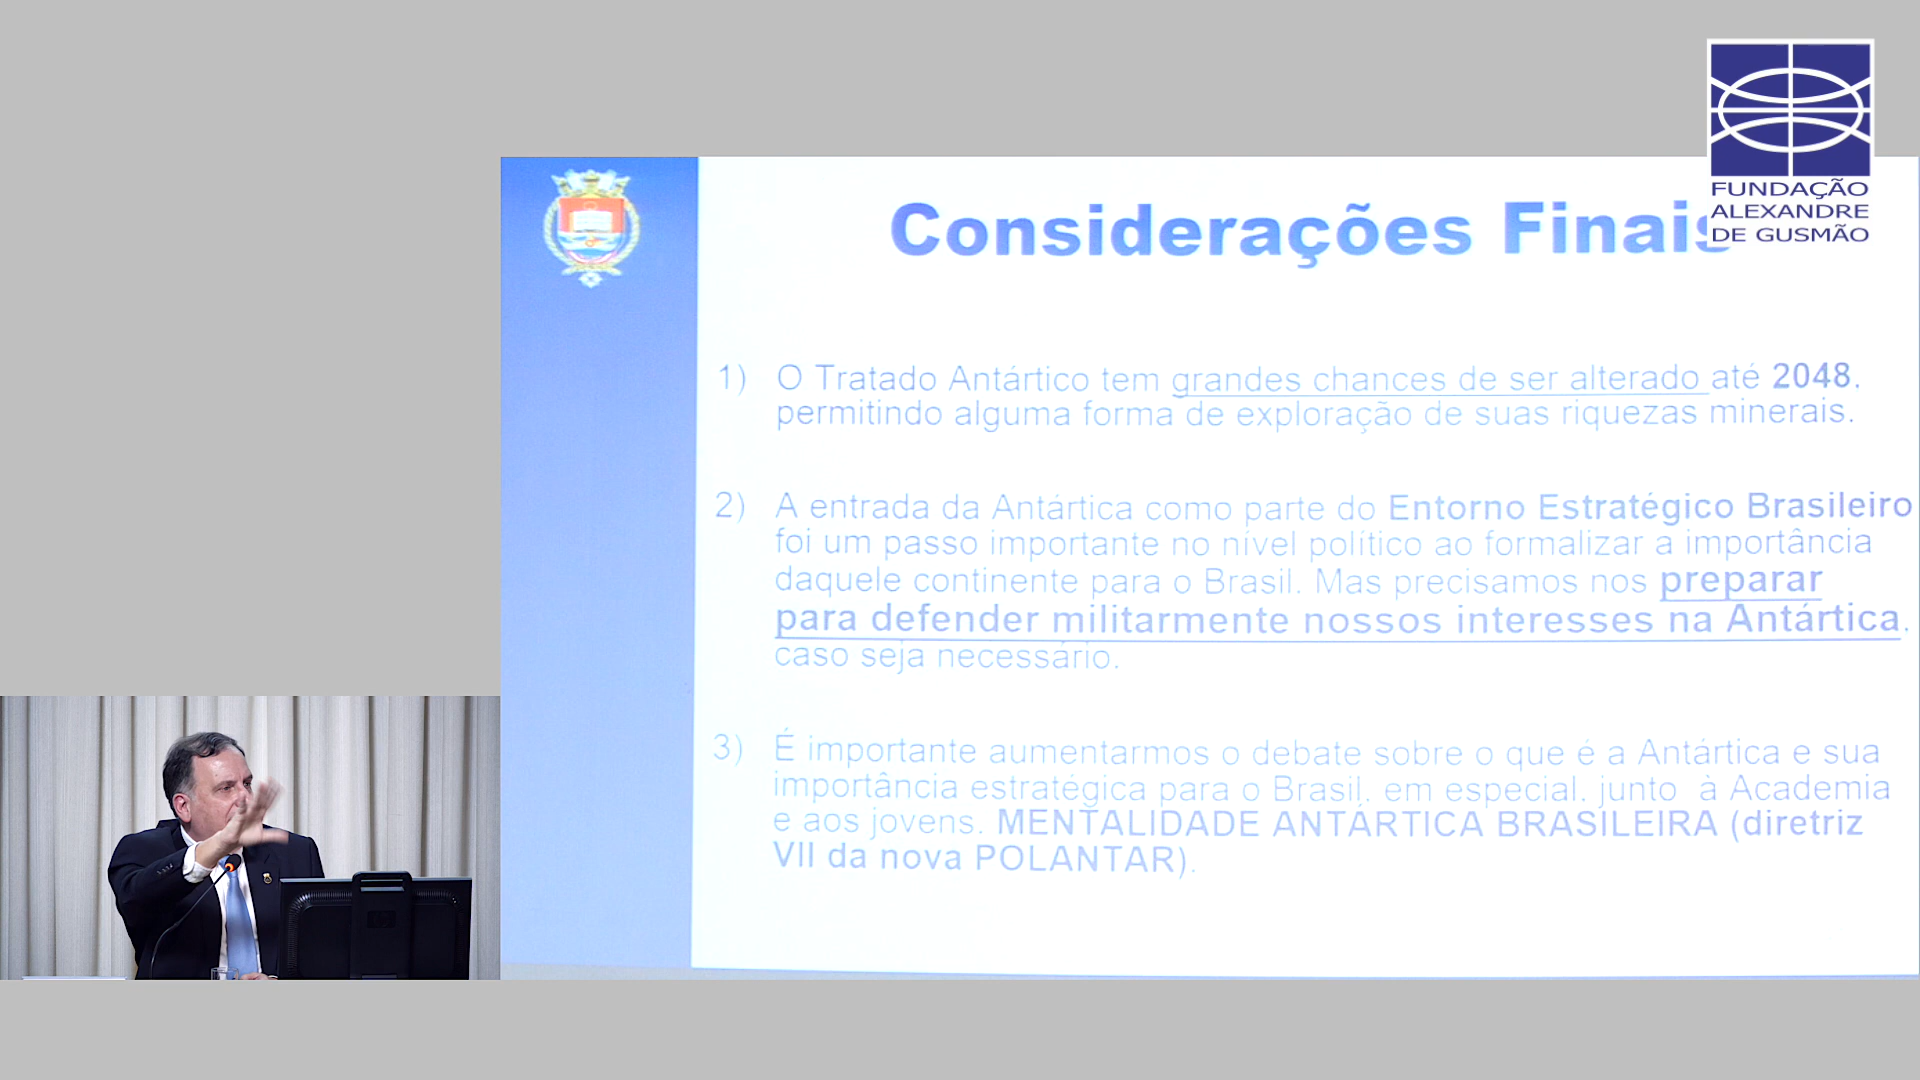 FUNDAÇÃO
ALEXANDRE
DE GUSMÃO
Considerações Finais
1) O Tratado Antártico tem grandes chances de ser alterado até 2048,
permitindo alguma forma de exploração de suas riquezas minerais.
2) A entrada da Antártica como parte do Entorno Estratégico Brasileiro
foi um passo importante no nível político ao formalizar a importância
daquele continente para o Brasil. Mas precisamos nos preparar
para defender militarmente nossos interesses na Antártica,
caso seja necessário.
3) É importante aumentarmos o debate sobre o que é a Antártica e sua
importância estratégica para o Brasil, em especial, junto à Academia
e aos jovens. MENTALIDADE ANTÁRTICA BRASILEIRA (diretriz
VII da nova POLANTAR).